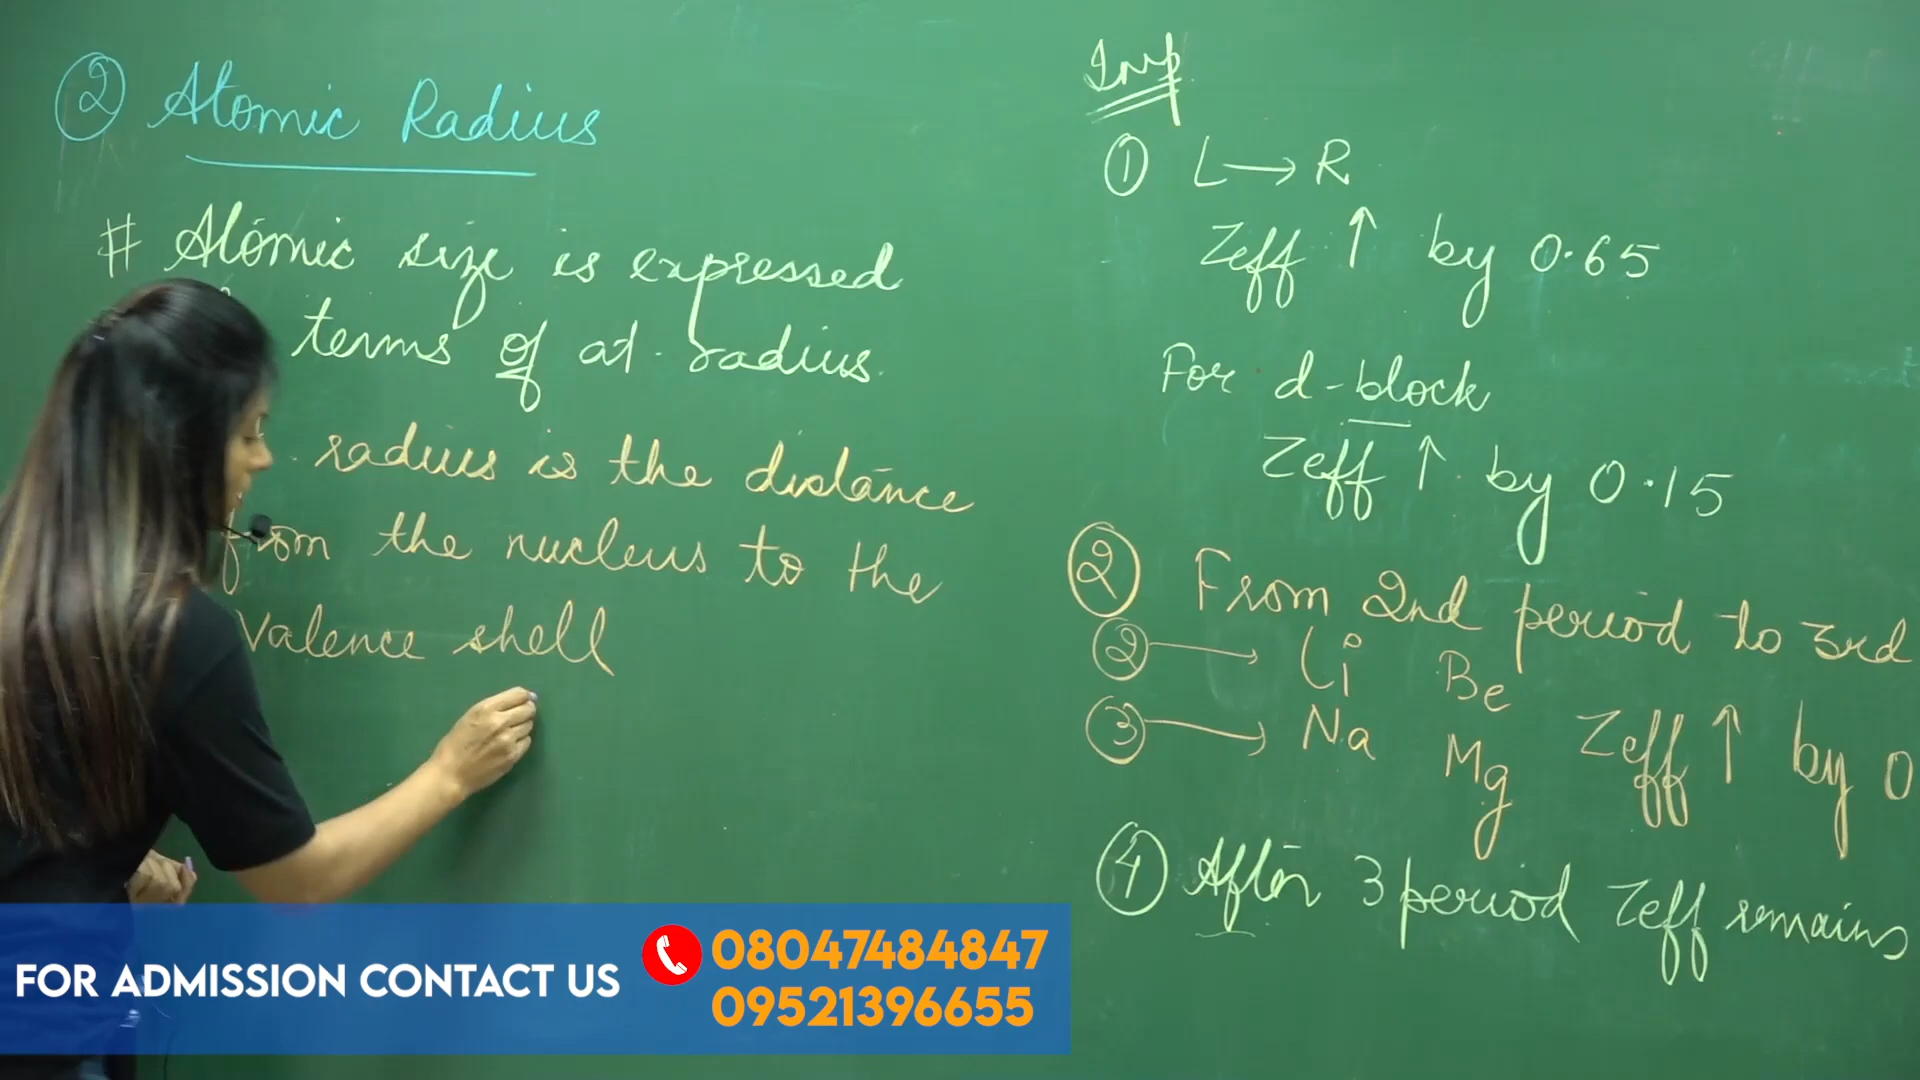 ② Atomic Radius
# Atomic size is expressed
terms of at. radius.
radius is the distance
from the nucleus to the
valence shell
Imp
① L → R
Zeff ↑ by 0.65
For d-block
Zeff ↑ by 0.15
② From 2nd period to 3rd
② → Li Be
③ → Na Mg Zeff ↑ by 0
④ After 3 period Zeff remains
FOR ADMISSION CONTACT US
08047484847
09521396655